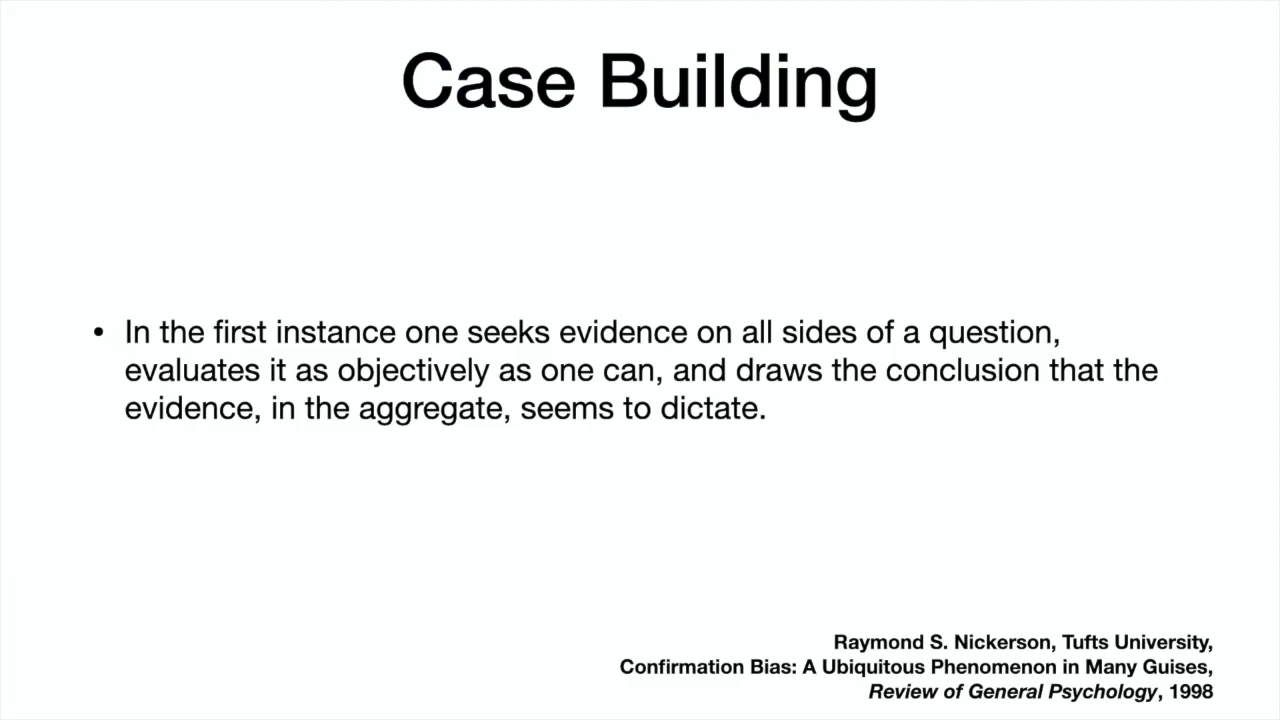 Case Building
• In the first instance one seeks evidence on all sides of a question,
evaluates it as objectively as one can, and draws the conclusion that the
evidence, in the aggregate, seems to dictate.
Raymond S. Nickerson, Tufts University,
Confirmation Bias: A Ubiquitous Phenomenon in Many Guises,
Review of General Psychology, 1998